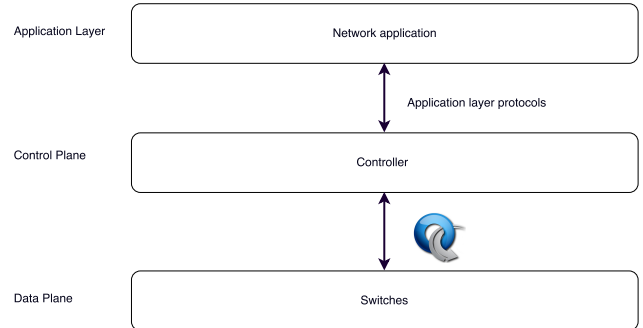 Application Layer
Network application
Application layer protocols
Control Plane
Controller
Data Plane
Switches